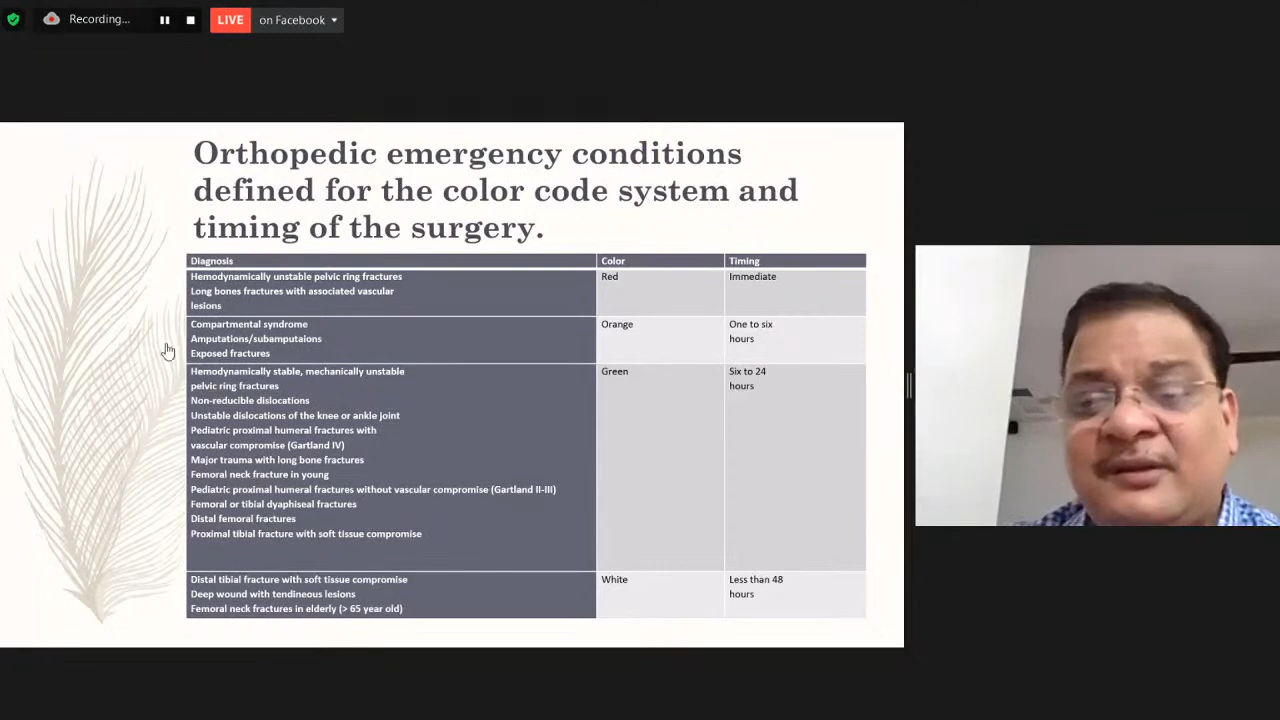 Recording...
LIVE on Facebook
Orthopedic emergency conditions
defined for the color code system and
timing of the surgery.
Diagnosis Color Timing
Hemodynamically unstable pelvic ring fractures Red Immediate
Long bones fractures with associated vascular
lesions
Compartmental syndrome Orange One to six
Amputations/subamputaions hours
Exposed fractures
Hemodynamically stable, mechanically unstable Green Six to 24
pelvic ring fractures hours
Non-reducible dislocations
Unstable dislocations of the knee or ankle joint
Pediatric proximal humeral fractures with
vascular compromise (Gartland IV)
Major trauma with long bone fractures
Femoral neck fracture in young
Pediatric proximal humeral fractures without vascular compromise (Gartland II-III)
Femoral or tibial dyaphiseal fractures
Distal femoral fractures
Proximal tibial fracture with soft tissue compromise
Distal tibial fracture with soft tissue compromise White Less than 48
Deep wound with tendineous lesions hours
Femoral neck fractures in elderly (> 65 year old)